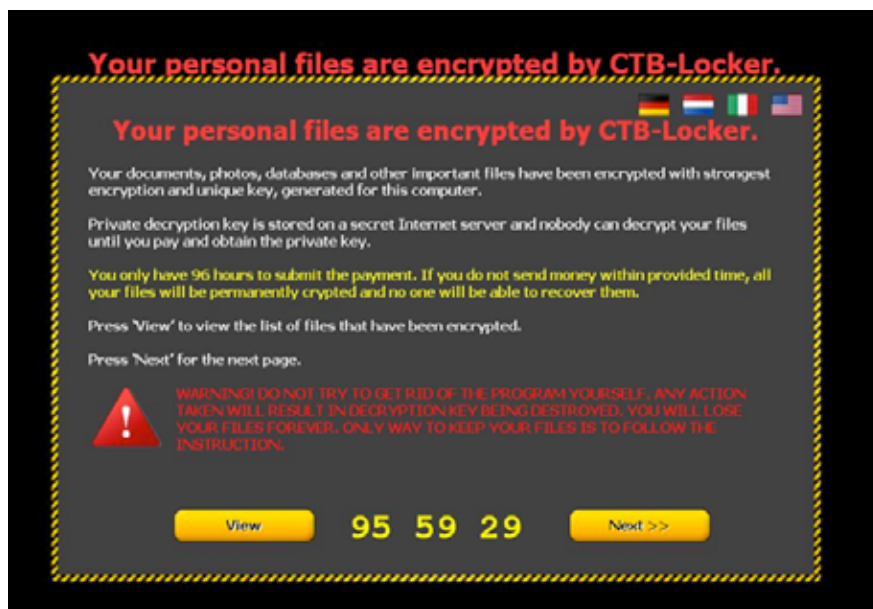 Your personal files are encrypted by CTB-Locker.
Your personal files are encrypted by CTB-Locker.
Your documents, photos, databases and other important files have been encrypted with strongest
encryption and unique key, generated for this computer.
Private decryption key is stored on a secret Internet server and nobody can decrypt your files
until you pay and obtain the private key.
You only have 96 hours to submit the payment. If you do not send money within provided time, all
your files will be permanently crypted and no one will be able to recover them.
Press 'View' to view the list of files that have been encrypted.
Press 'Next' for the next page.
WARNING! DO NOT TRY TO GET RID OF THE PROGRAM YOURSELF. ANY ACTION
TAKEN WILL RESULT IN DECRYPTION KEY BEING DESTROYED. YOU WILL LOSE
YOUR FILES FOREVER. ONLY WAY TO KEEP YOUR FILES IS TO FOLLOW THE
INSTRUCTION.
View 95 59 29 Next >>